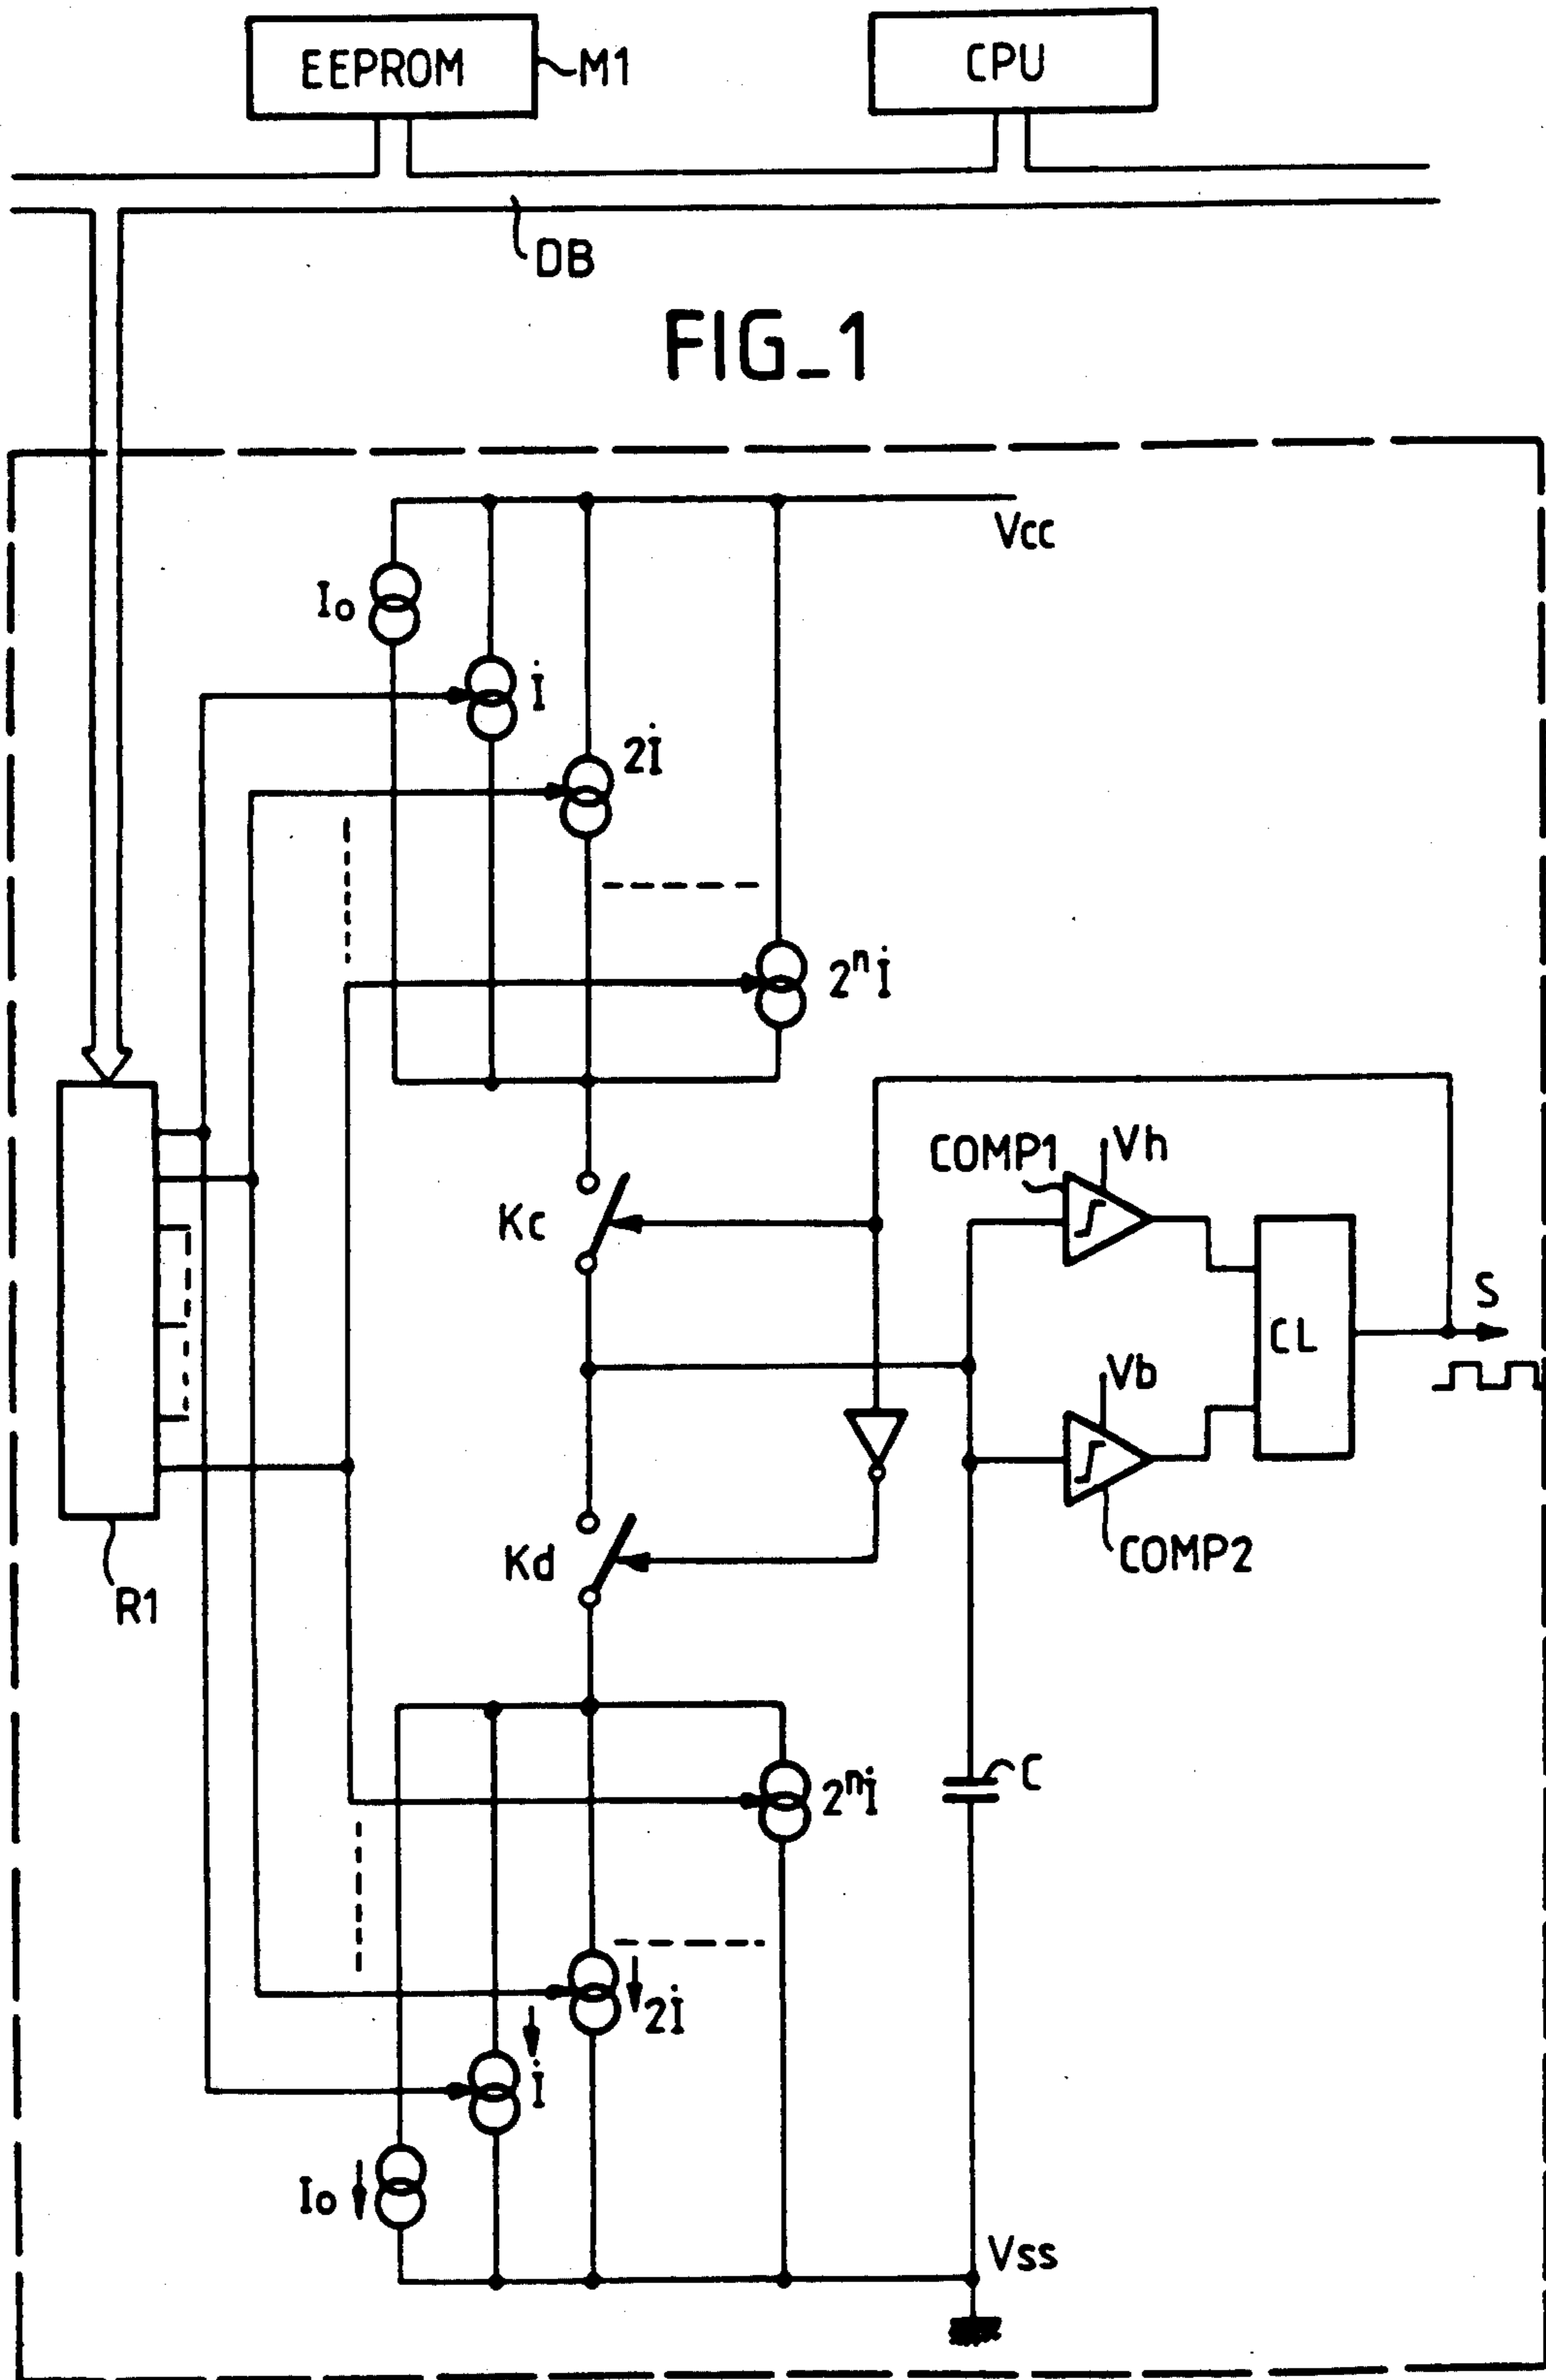 EEPROM
M1
CPU
DB
FIG_1
Vcc
Io
i
2i
2ⁿi
COMP1
Vh
Kc
S
CL
Vb
Kd
COMP2
R1
C
2ⁿi
2i
i
Io
Vss